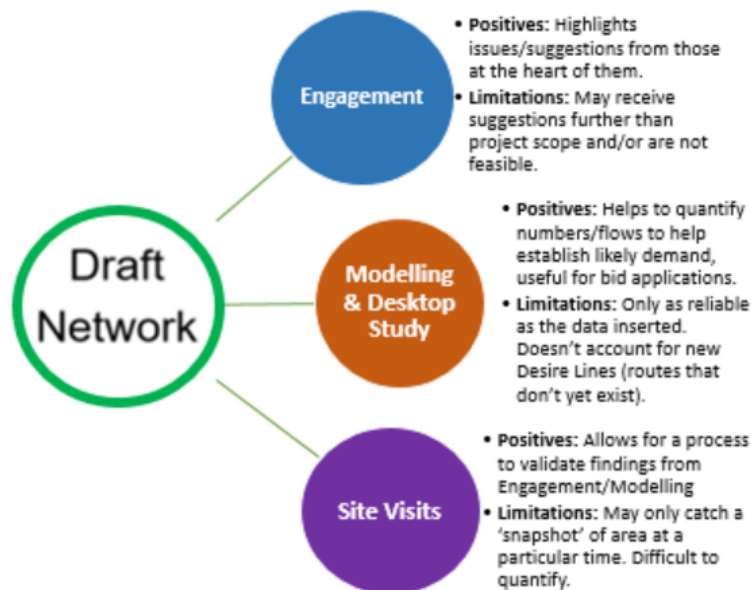 Draft
Network
Engagement
• Positives: Highlights
issues/suggestions from those
at the heart of them.
• Limitations: May receive
suggestions further than
project scope and/or are not
feasible.
Modelling
& Desktop
Study
• Positives: Helps to quantify
numbers/flows to help
establish likely demand,
useful for bid applications.
• Limitations: Only as reliable
as the data inserted.
Doesn't account for new
Desire Lines (routes that
don't yet exist).
Site Visits
• Positives: Allows for a process
to validate findings from
Engagement/Modelling
• Limitations: May only catch a
'snapshot' of area at a
particular time. Difficult to
quantify.